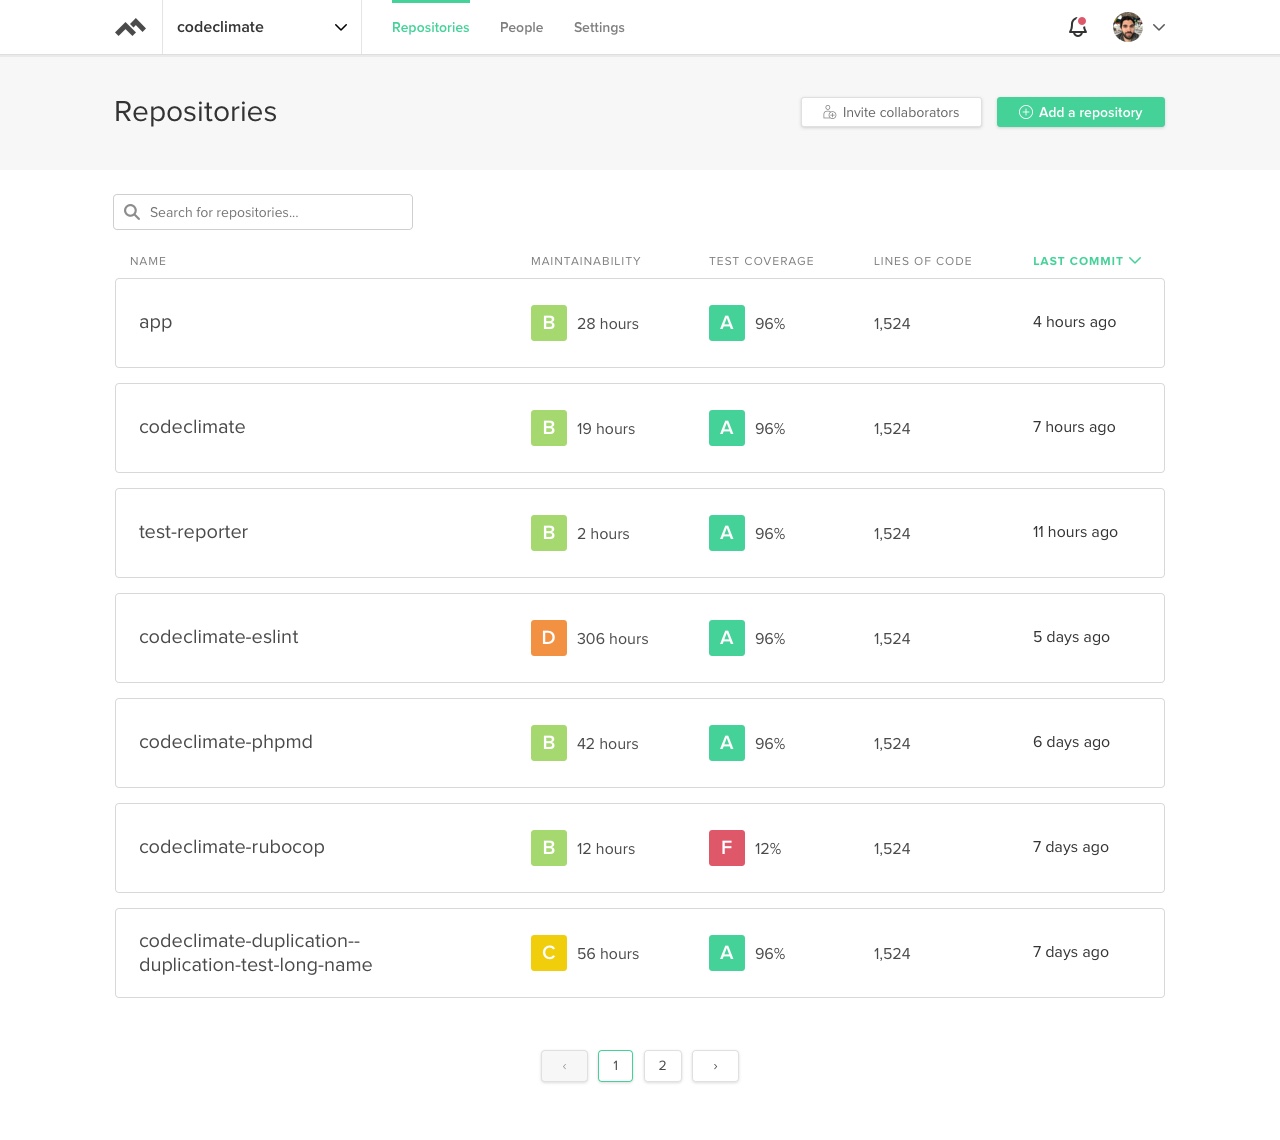 codeclimate
Repositories People Settings
Repositories
Invite collaborators
Add a repository
Search for repositories...
NAME MAINTAINABILITY TEST COVERAGE LINES OF CODE LAST COMMIT
app B 28 hours A 96% 1,524 4 hours ago
codeclimate B 19 hours A 96% 1,524 7 hours ago
test-reporter B 2 hours A 96% 1,524 11 hours ago
codeclimate-eslint D 306 hours A 96% 1,524 5 days ago
codeclimate-phpmd B 42 hours A 96% 1,524 6 days ago
codeclimate-rubocop B 12 hours F 12% 1,524 7 days ago
codeclimate-duplication--
duplication-test-long-name C 56 hours A 96% 1,524 7 days ago
‹ 1 2 ›